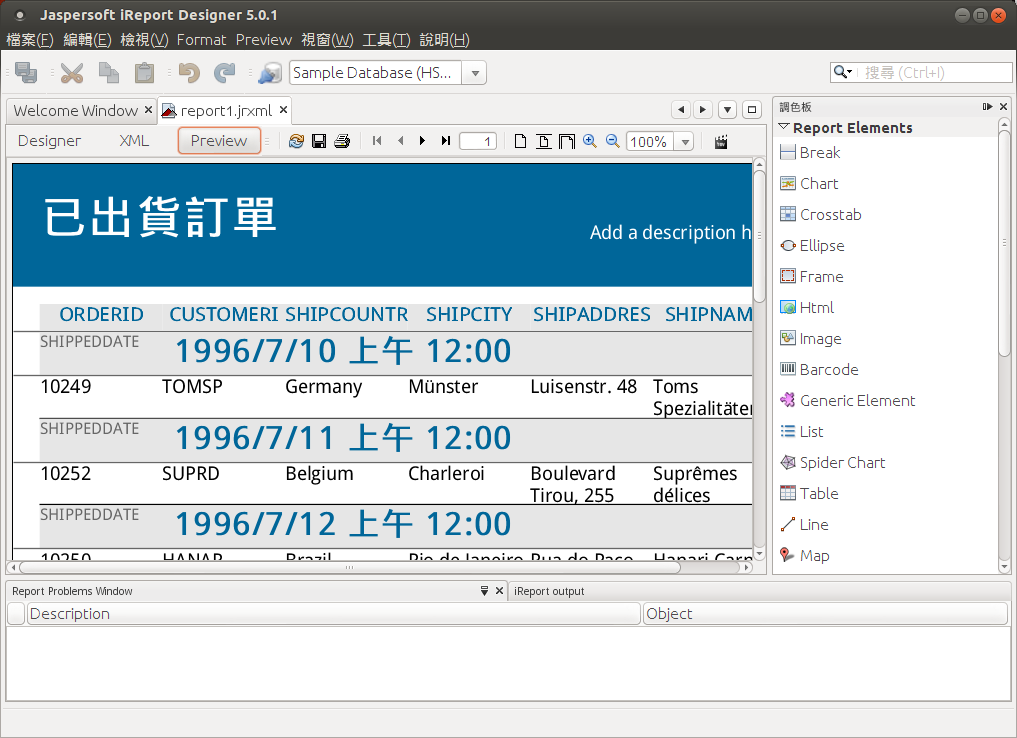 Jaspersoft iReport Designer 5.0.1
檔案(F) 編輯(E) 檢視(V) Format Preview 視窗(W) 工具(T) 說明(H)
Sample Database (HS... 搜尋 (Ctrl+I)
Welcome Window report1.jrxml
調色板
Designer XML Preview 1 100%
Report Elements
Break
Chart
Crosstab
Ellipse
Frame
Html
Image
Barcode
Generic Element
List
Spider Chart
Table
Line
Map
已出貨訂單
Add a description h
ORDERID CUSTOMERI SHIPCOUNTR SHIPCITY SHIPADDRES SHIPNAM
SHIPPEDDATE 1996/7/10 上午 12:00
10249 TOMSP Germany Münster Luisenstr. 48 Toms
Spezialitäten
SHIPPEDDATE 1996/7/11 上午 12:00
10252 SUPRD Belgium Charleroi Boulevard Suprêmes
Tirou, 255 délices
SHIPPEDDATE 1996/7/12 上午 12:00
10250 HANAR Brazil Rio de Janeiro Rua do Paço Hanari Carn
Report Problems Window iReport output
Description Object